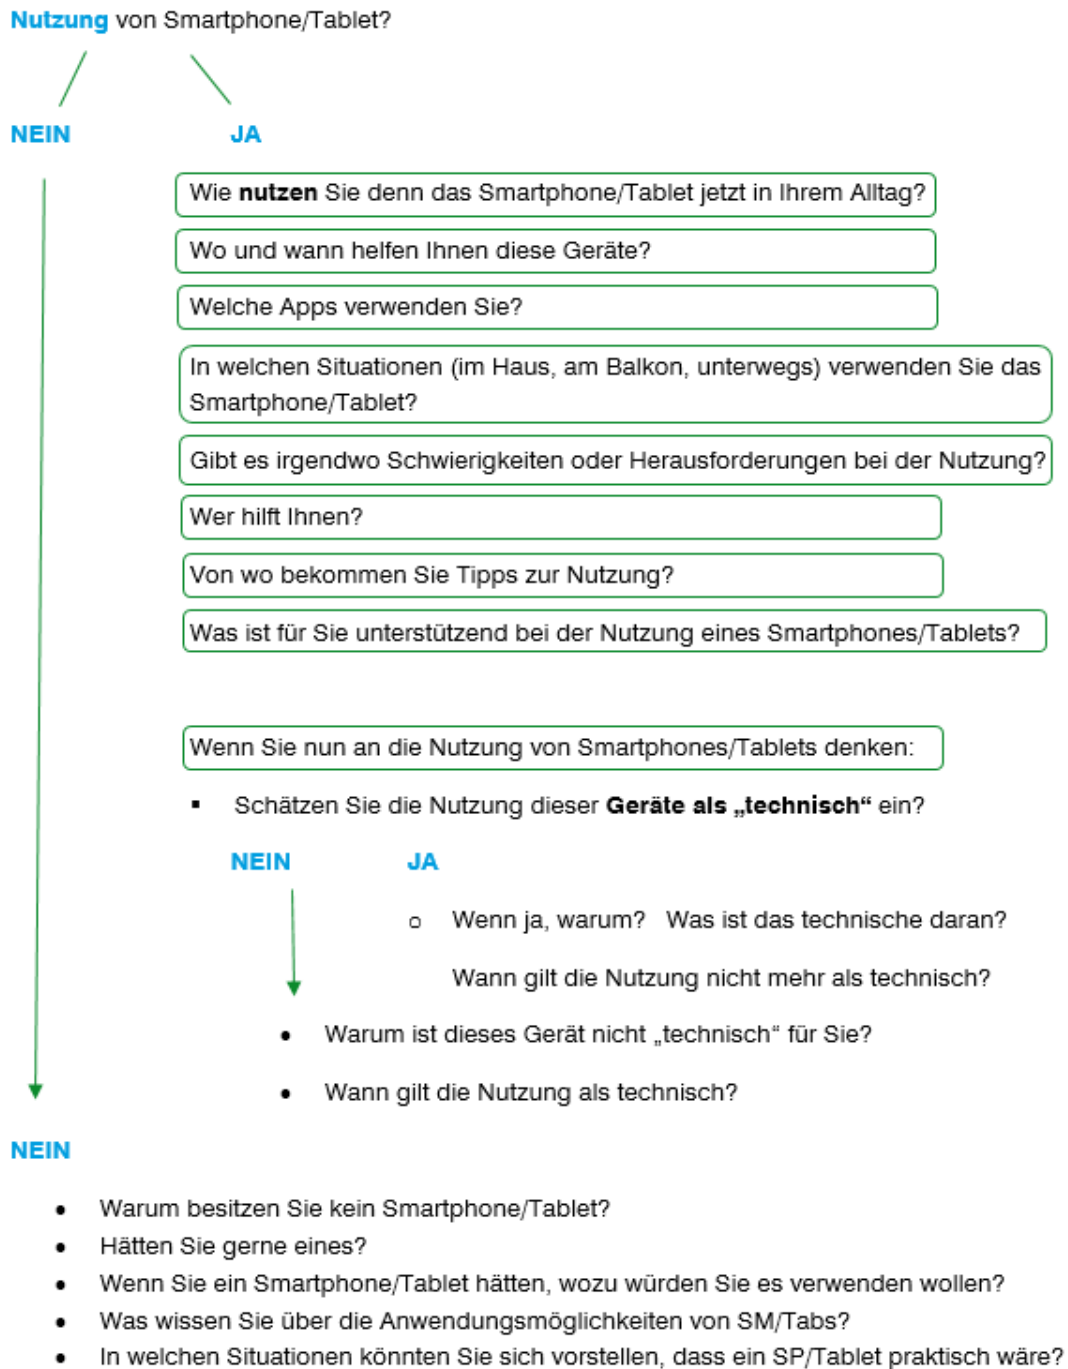 Nutzung von Smartphone/Tablet?
NEIN JA
Wie nutzen Sie denn das Smartphone/Tablet jetzt in Ihrem Alltag?
Wo und wann helfen Ihnen diese Geräte?
Welche Apps verwenden Sie?
In welchen Situationen (im Haus, am Balkon, unterwegs) verwenden Sie das
Smartphone/Tablet?
Gibt es irgendwo Schwierigkeiten oder Herausforderungen bei der Nutzung?
Wer hilft Ihnen?
Von wo bekommen Sie Tipps zur Nutzung?
Was ist für Sie unterstützend bei der Nutzung eines Smartphones/Tablets?
Wenn Sie nun an die Nutzung von Smartphones/Tablets denken:
▪ Schätzen Sie die Nutzung dieser Geräte als „technisch“ ein?
NEIN JA
o Wenn ja, warum? Was ist das technische daran?
Wann gilt die Nutzung nicht mehr als technisch?
• Warum ist dieses Gerät nicht „technisch“ für Sie?
• Wann gilt die Nutzung als technisch?
NEIN
• Warum besitzen Sie kein Smartphone/Tablet?
• Hätten Sie gerne eines?
• Wenn Sie ein Smartphone/Tablet hätten, wozu würden Sie es verwenden wollen?
• Was wissen Sie über die Anwendungsmöglichkeiten von SM/Tabs?
• In welchen Situationen könnten Sie sich vorstellen, dass ein SP/Tablet praktisch wäre?